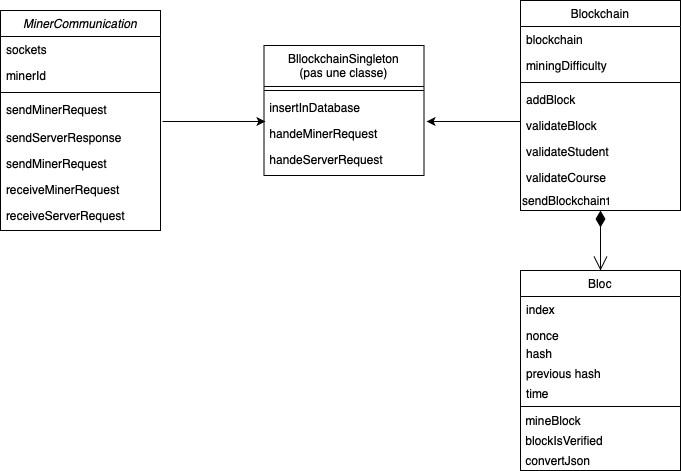 MinerCommunication
sockets
minerId
sendMinerRequest
sendServerResponse
sendMinerRequest
receiveMinerRequest
receiveServerRequest
BllockchainSingleton
(pas une classe)
insertInDatabase
handeMinerRequest
handeServerRequest
Blockchain
blockchain
miningDifficulty
addBlock
validateBlock
validateStudent
validateCourse
sendBlockchain1
Bloc
index
nonce
hash
previous hash
time
mineBlock
blockIsVerified
convertJson